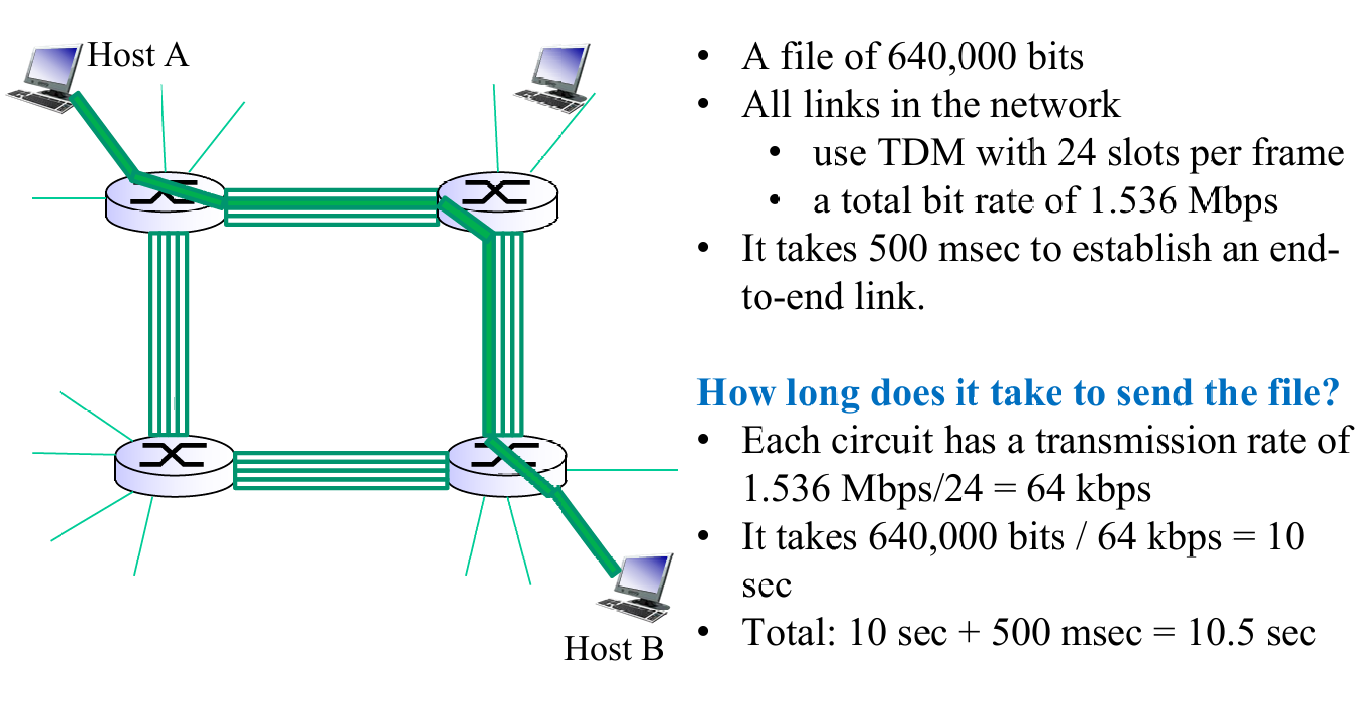 Host A
• A file of 640,000 bits
• All links in the network
• use TDM with 24 slots per frame
• a total bit rate of 1.536 Mbps
• It takes 500 msec to establish an end-
to-end link.
How long does it take to send the file?
• Each circuit has a transmission rate of
1.536 Mbps/24 = 64 kbps
• It takes 640,000 bits / 64 kbps = 10
sec
• Total: 10 sec + 500 msec = 10.5 sec
Host B